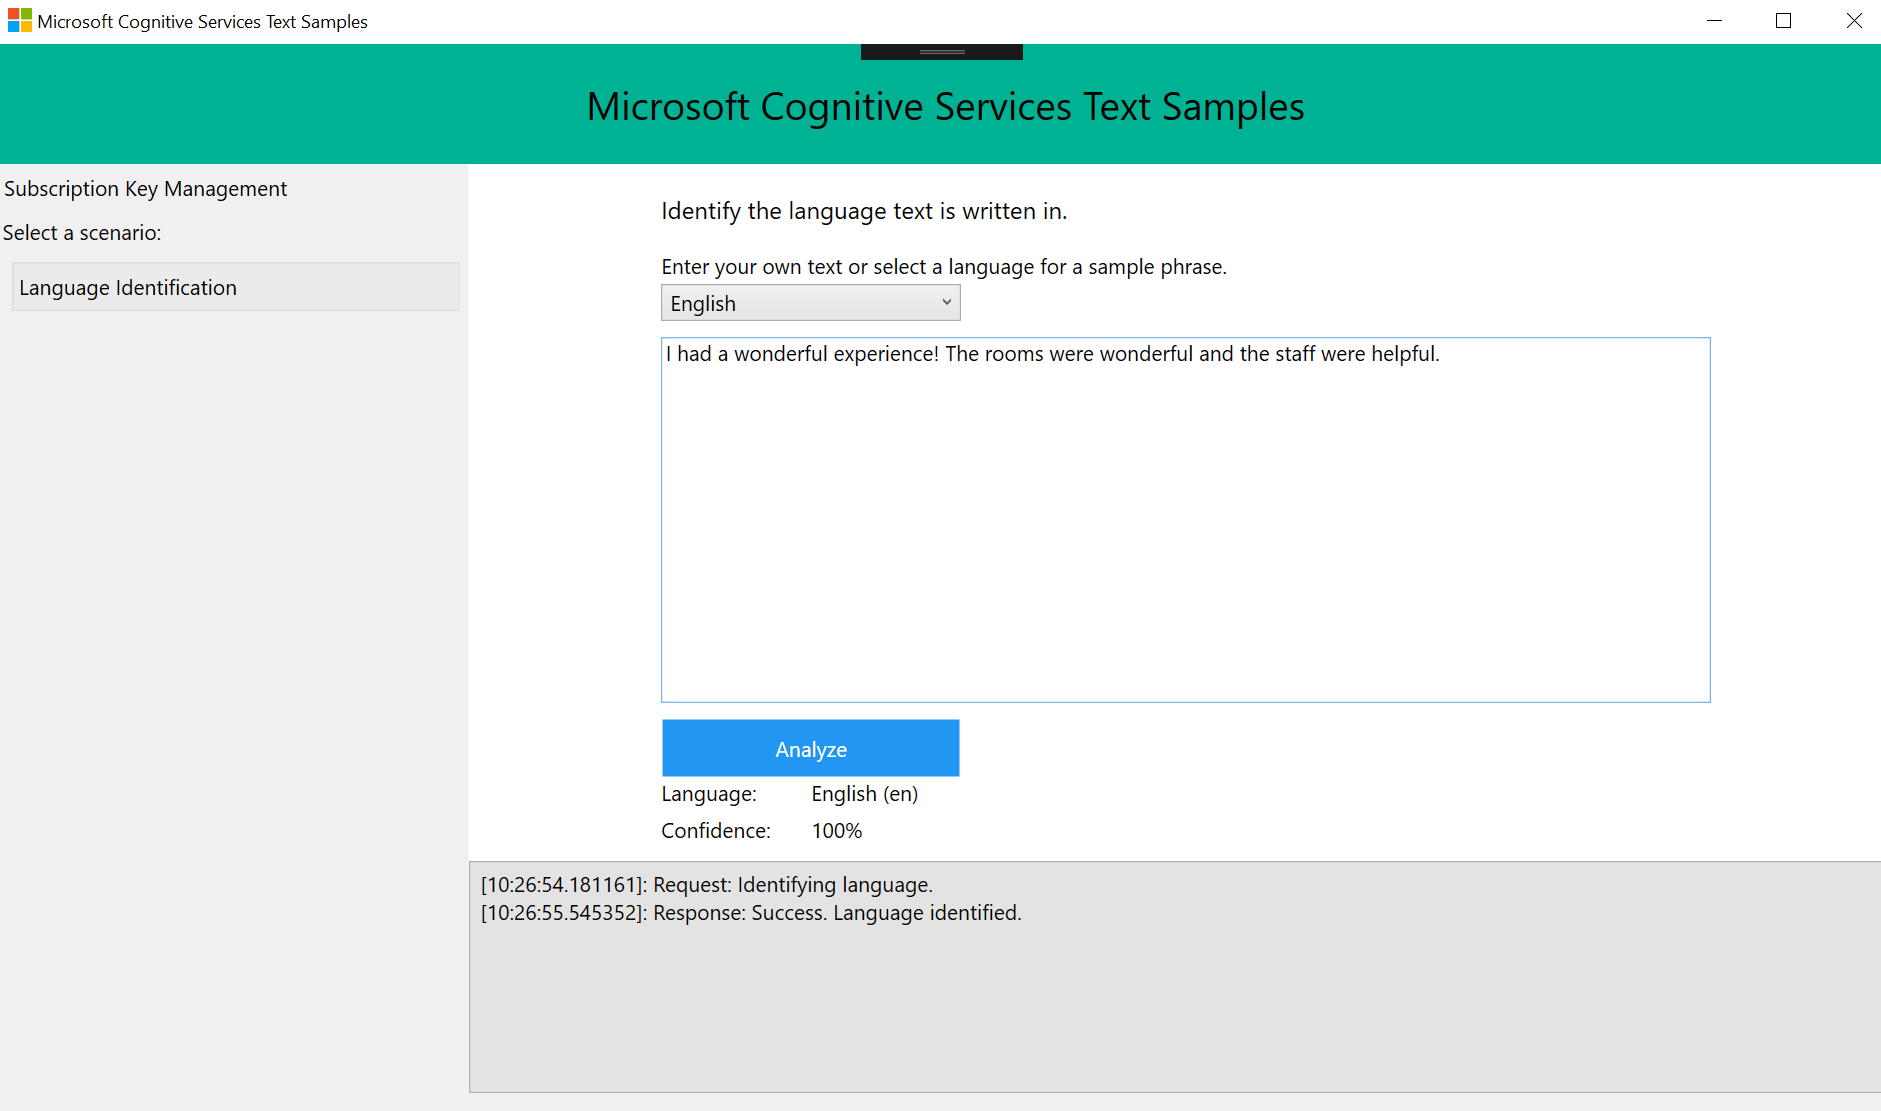 Microsoft Cognitive Services Text Samples
Microsoft Cognitive Services Text Samples
Subscription Key Management
Select a scenario:
Language Identification
Identify the language text is written in.
Enter your own text or select a language for a sample phrase.
English
I had a wonderful experience! The rooms were wonderful and the staff were helpful.
Analyze
Language: English (en)
Confidence: 100%
[10:26:54.181161]: Request: Identifying language.
[10:26:55.545352]: Response: Success. Language identified.